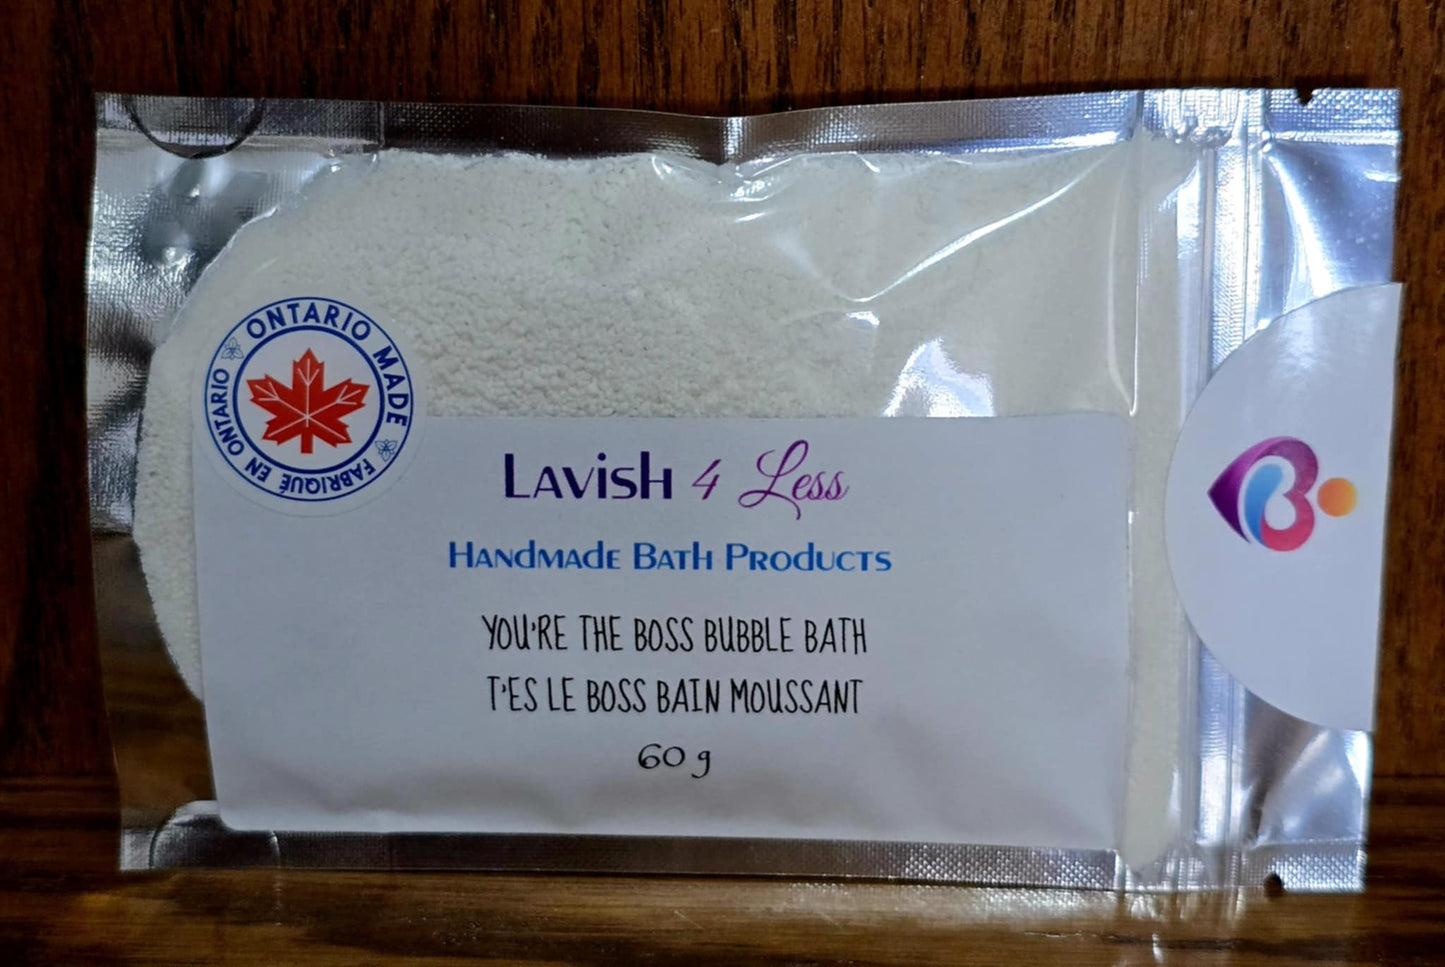 ONTARIO MADE
FABRIQUÉ EN ONTARIO
LAVISH 4 Less
HANDMADE BATH PRODUCTS
YOU'RE THE BOSS BUBBLE BATH
T'ES LE BOSS BAIN MOUSSANT
60 g